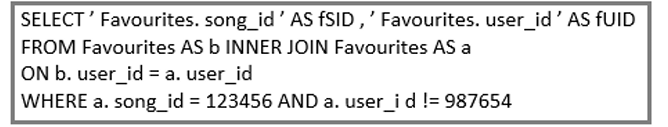 SELECT ’ Favourites. song_id ’ AS fSID , ’ Favourites. user_id ’ AS fUID
FROM Favourites AS b INNER JOIN Favourites AS a
ON b. user_id = a. user_id
WHERE a. song_id = 123456 AND a. user_i d != 987654